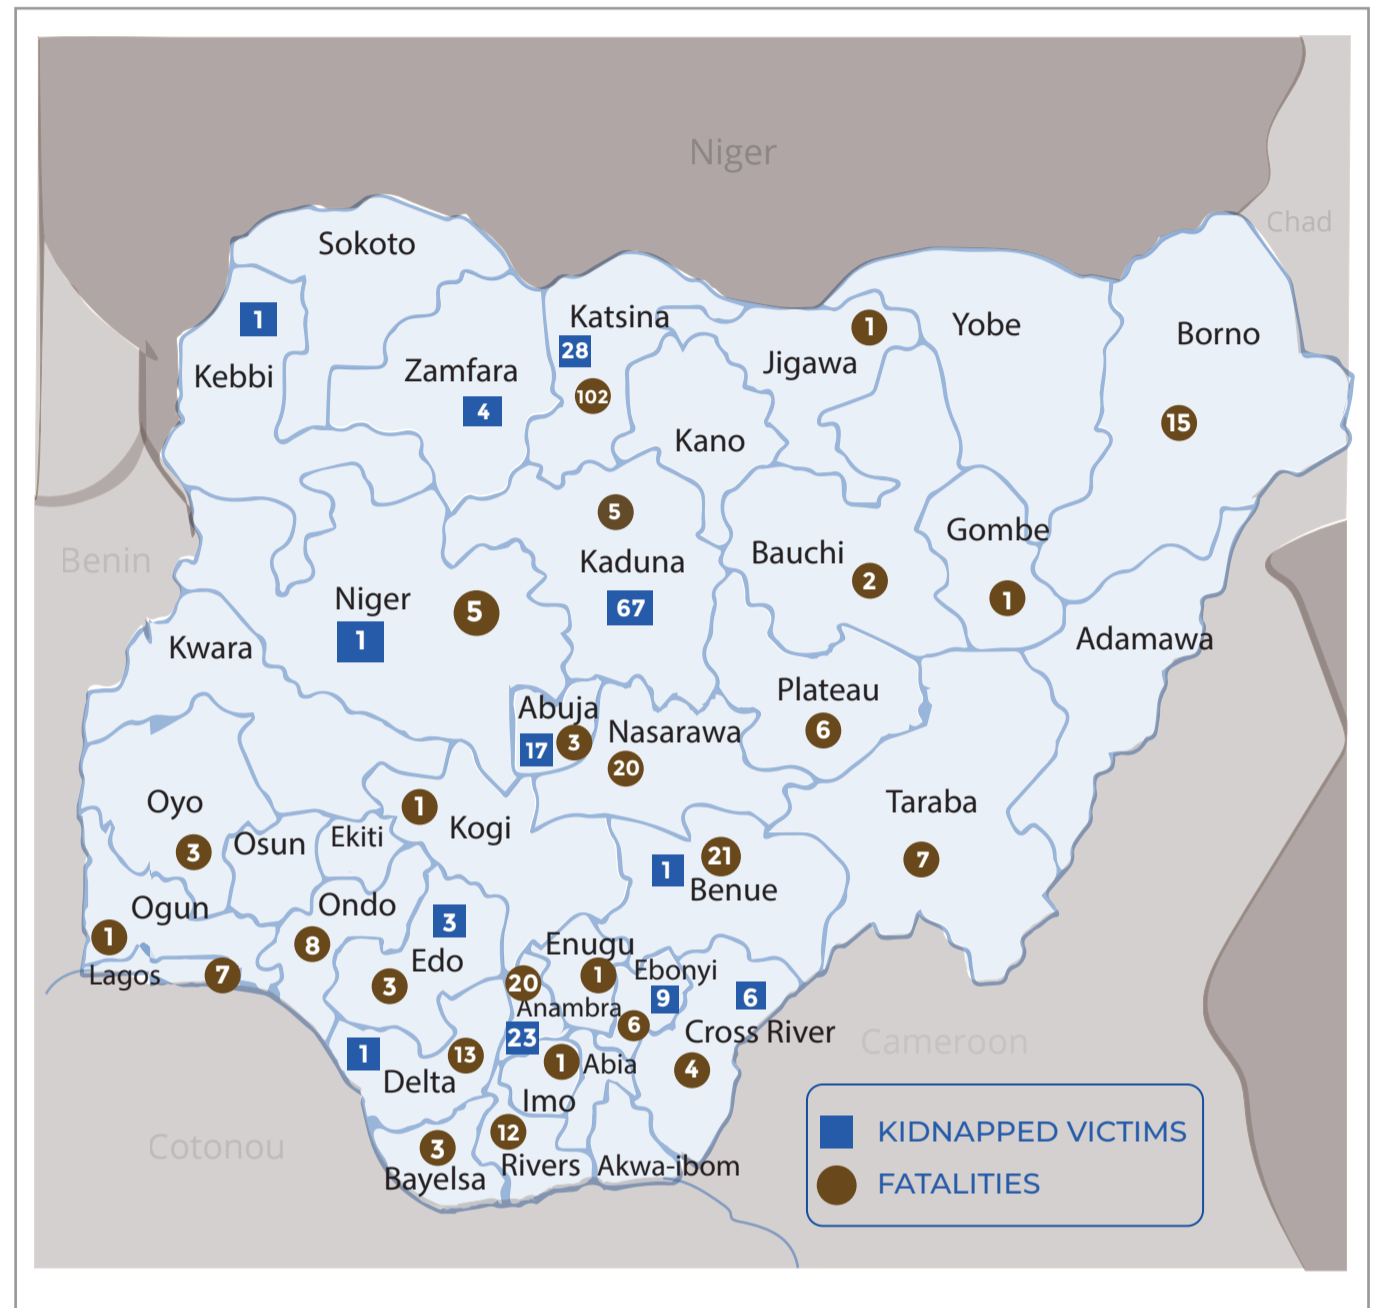 Niger
Chad
Sokoto
1
Katsina
1
Yobe
Borno
Kebbi
Zamfara
28
Jigawa
4
102
Kano
15
5
Gombe
Benin
Bauchi
Kaduna
2
Niger
5
67
1
1
Kwara
Adamawa
Plateau
Abuja
Nasarawa
6
17
3
20
Oyo
1
Kogi
Taraba
3
Osun
Ekiti
1
21
7
Benue
Ogun
Ondo
3
1
8
Edo
Enugu
Lagos
7
3
20
1
Ebonyi
9
6
Anambra
6
Cross River
23
Cameroon
1
13
1
Abia
4
Delta
Imo
12
KIDNAPPED VICTIMS
Cotonou
3
Rivers
Akwa-ibom
Bayelsa
FATALITIES